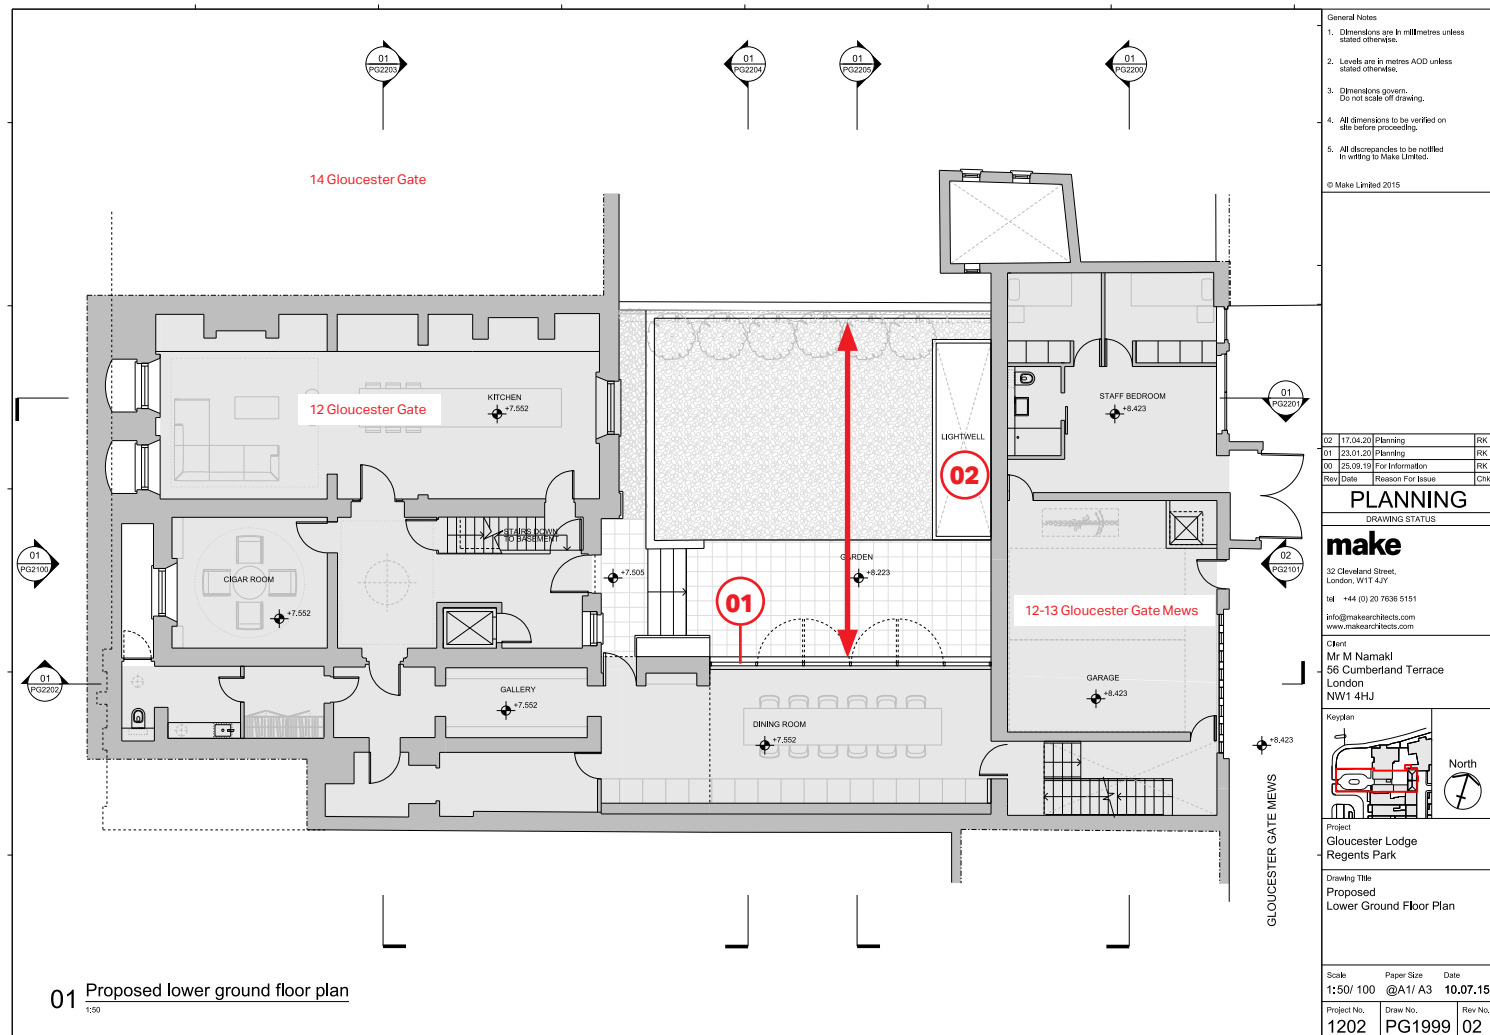 01
PG2203
01
PG2204
01
PG2205
01
PG2200
14 Gloucester Gate
KITCHEN
+7.552
12 Gloucester Gate
STAFF BEDROOM
+8.423
01
PG2201
LIGHTWELL
02
STAIRS DOWN
TO BASEMENT
01
PG2100
CIGAR ROOM
+7.552
+7.505
GARDEN
+8.223
02
PG2101
01
12-13 Gloucester Gate Mews
01
PG2202
GALLERY
+7.552
GARAGE
+8.423
DINING ROOM
+7.552
+8.423
GLOUCESTER GATE MEWS
01 Proposed lower ground floor plan
1:50
General Notes
1. Dimensions are in millimetres unless
stated otherwise.
2. Levels are in metres AOD unless
stated otherwise.
3. Dimensions govern.
Do not scale off drawing.
4. All dimensions to be verified on
site before proceeding.
5. All discrepancies to be notified
in writing to Make Limited.
© Make Limited 2015
02 17.04.20 Planning RK
01 23.01.20 Planning RK
00 25.09.19 For Information RK
Rev Date Reason For Issue Chk
PLANNING
DRAWING STATUS
make
32 Cleveland Street,
London, W1T 4JY
tel +44 (0) 20 7636 5151
info@makearchitects.com
www.makearchitects.com
Client
Mr M Namaki
56 Cumberland Terrace
London
NW1 4HJ
Keyplan
North
Project
Gloucester Lodge
Regents Park
Drawing Title
Proposed
Lower Ground Floor Plan
Scale Paper Size Date
1:50/ 100 @A1/ A3 10.07.15
Project No. Draw No. Rev No.
1202 PG1999 02